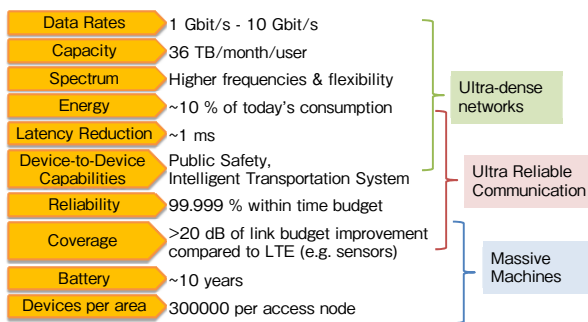 Data Rates 1 Gbit/s - 10 Gbit/s
Capacity 36 TB/month/user
Spectrum Higher frequencies & flexibility
Energy ~10 % of today's consumption
Latency Reduction ~1 ms
Device-to-Device
Capabilities
Public Safety,
Intelligent Transportation System
Reliability 99.999 % within time budget
Coverage
>20 dB of link budget improvement
compared to LTE (e.g. sensors)
Battery ~10 years
Devices per area 300000 per access node
Ultra-dense
networks
Ultra Reliable
Communication
Massive
Machines